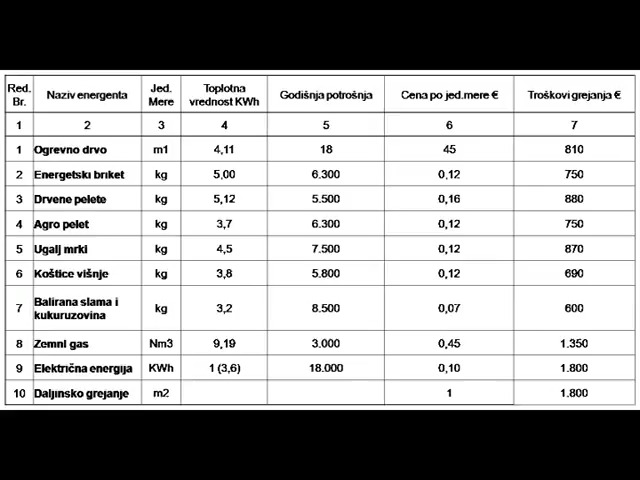 Red. Br. Naziv energenta Jed. Mere Toplotna vrednost KWh Godišnja potrošnja Cena po jed.mere € Troškovi grejanja €
1 2 3 4 5 6 7
1 Ogrevno drvo m1 4,11 18 45 810
2 Energetski briket kg 5,00 6.300 0,12 750
3 Drvene pelete kg 5,12 5.500 0,16 880
4 Agro pelet kg 3,7 6.300 0,12 750
5 Ugalj mrki kg 4,5 7.500 0,12 870
6 Koštice višnje kg 3,8 5.800 0,12 690
7 Balirana slama i kukuruzovina kg 3,2 8.500 0,07 600
8 Zemni gas Nm3 9,19 3.000 0,45 1.350
9 Električna energija KWh 1 (3,6) 18.000 0,10 1.800
10 Daljinsko grejanje m2 1 1.800